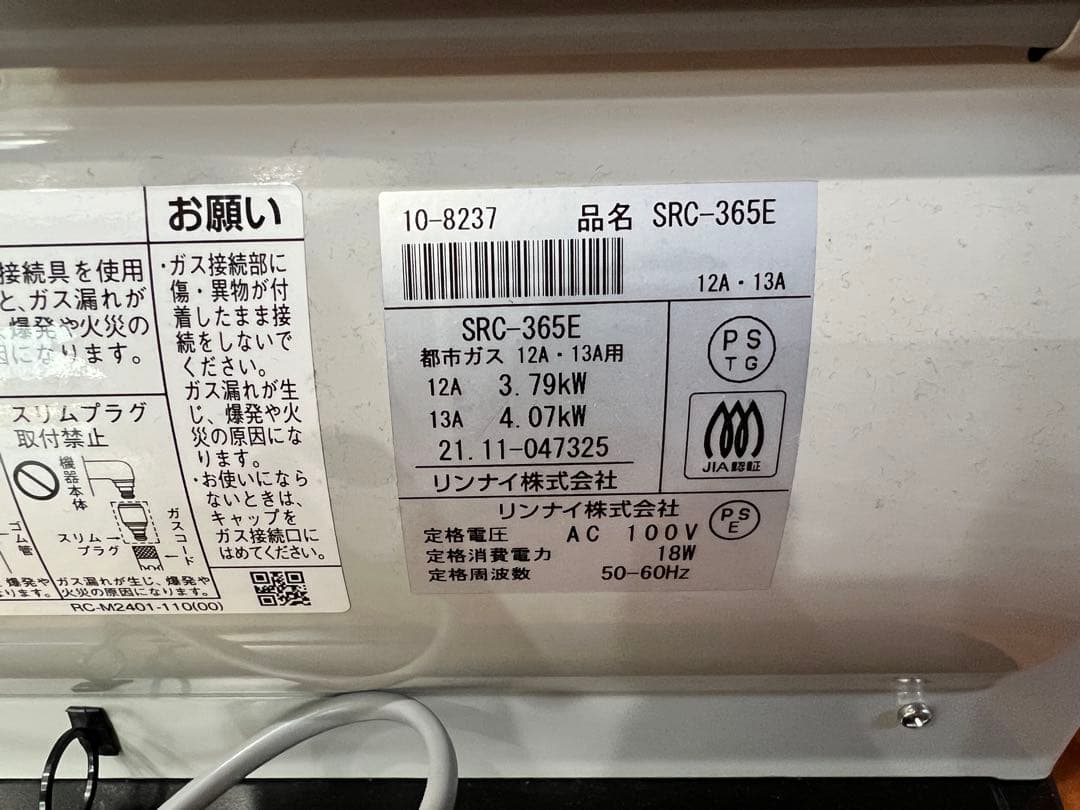 接続具を使用
と、ガス漏れが
爆発や火災の
因になります。
スリムプラグ
取付禁止
機器本体
ガスコード
スリム
プラグ
ゴム管
爆発や
なります。
ガス漏れが生じ、爆発や
火災の原因になります。
お願い
・ガス接続部に
傷・異物が付
着したまま接
続をしないで
ください。
ガス漏れが生
じ、爆発や火
災の原因にな
ります。
・お使いになら
ないときは、
キャップを
ガス接続口に
はめてください。
RC-M2401-110(00)
10-8237 品名 SRC-365E
12A・13A
SRC-365E
都市ガス 12A・13A用
12A 3.79kW
13A 4.07kW
21.11-047325
リンナイ株式会社
PS
TG
JIA認証
リンナイ株式会社
定格電圧 AC 100V
定格消費電力 18W
定格周波数 50-60Hz
PS
E